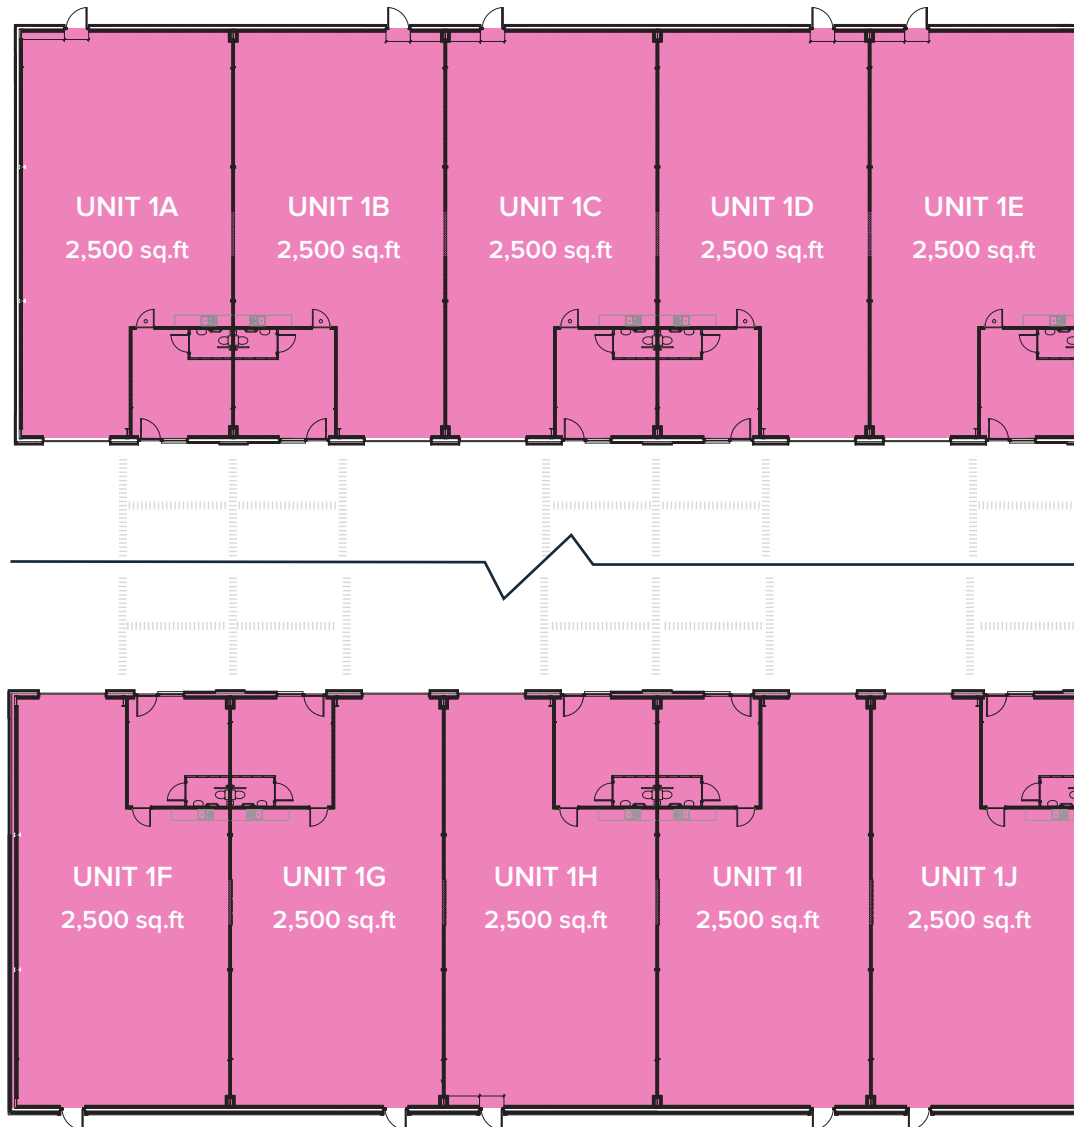 UNIT 1A
2,500 sq.ft
UNIT 1B
2,500 sq.ft
UNIT 1C
2,500 sq.ft
UNIT 1D
2,500 sq.ft
UNIT 1E
2,500 sq.ft
UNIT 1F
2,500 sq.ft
UNIT 1G
2,500 sq.ft
UNIT 1H
2,500 sq.ft
UNIT 1I
2,500 sq.ft
UNIT 1J
2,500 sq.ft